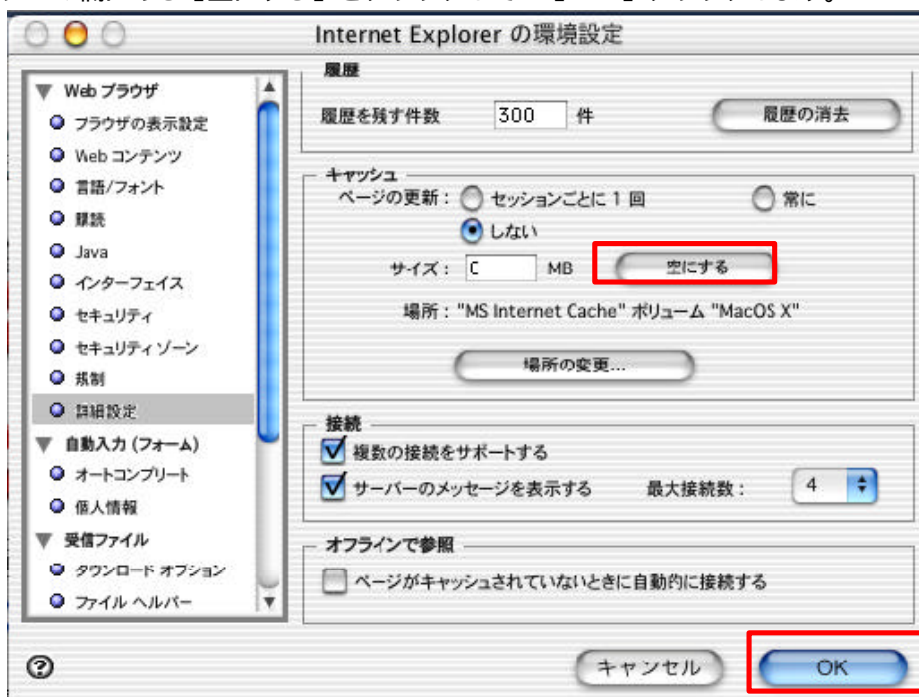 Internet Explorer の環境設定
▼ Web ブラウザ
ブラウザの表示設定
Web コンテンツ
言語/フォント
購読
Java
インターフェイス
セキュリティ
セキュリティ ゾーン
規制
詳細設定
▼ 自動入力 (フォーム)
オートコンプリート
個人情報
▼ 受信ファイル
ダウンロード オプション
ファイル ヘルパー
履歴
履歴を残す件数 300 件 履歴の消去
キャッシュ
ページの更新: セッションごとに 1 回 常に
しない
サイズ: MB 空にする
場所: "MS Internet Cache" ボリューム "MacOS X"
場所の変更...
接続
複数の接続をサポートする
サーバーのメッセージを表示する 最大接続数: 4
オフラインで参照
ページがキャッシュされていないときに自動的に接続する
? キャンセル OK